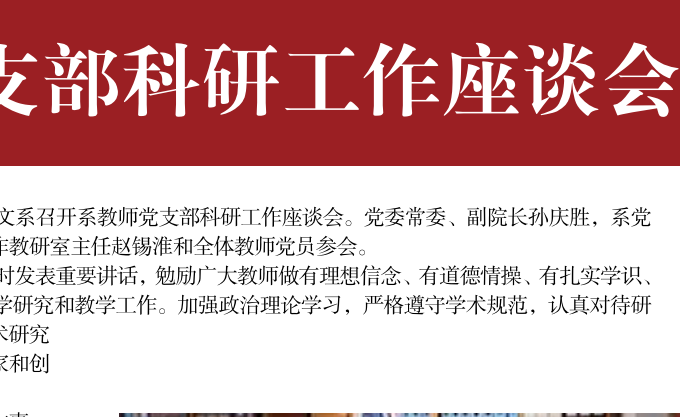 支部科研工作座谈会
文系召开系教师党支部科研工作座谈会。党委常委、副院长孙庆胜，系党
作教研室主任赵锡淮和全体教师党员参会。
时发表重要讲话，勉励广大教师做有理想信念、有道德情操、有扎实学识、
学研究和教学工作。加强政治理论学习，严格遵守学术规范，认真对待研
术研究
家和创